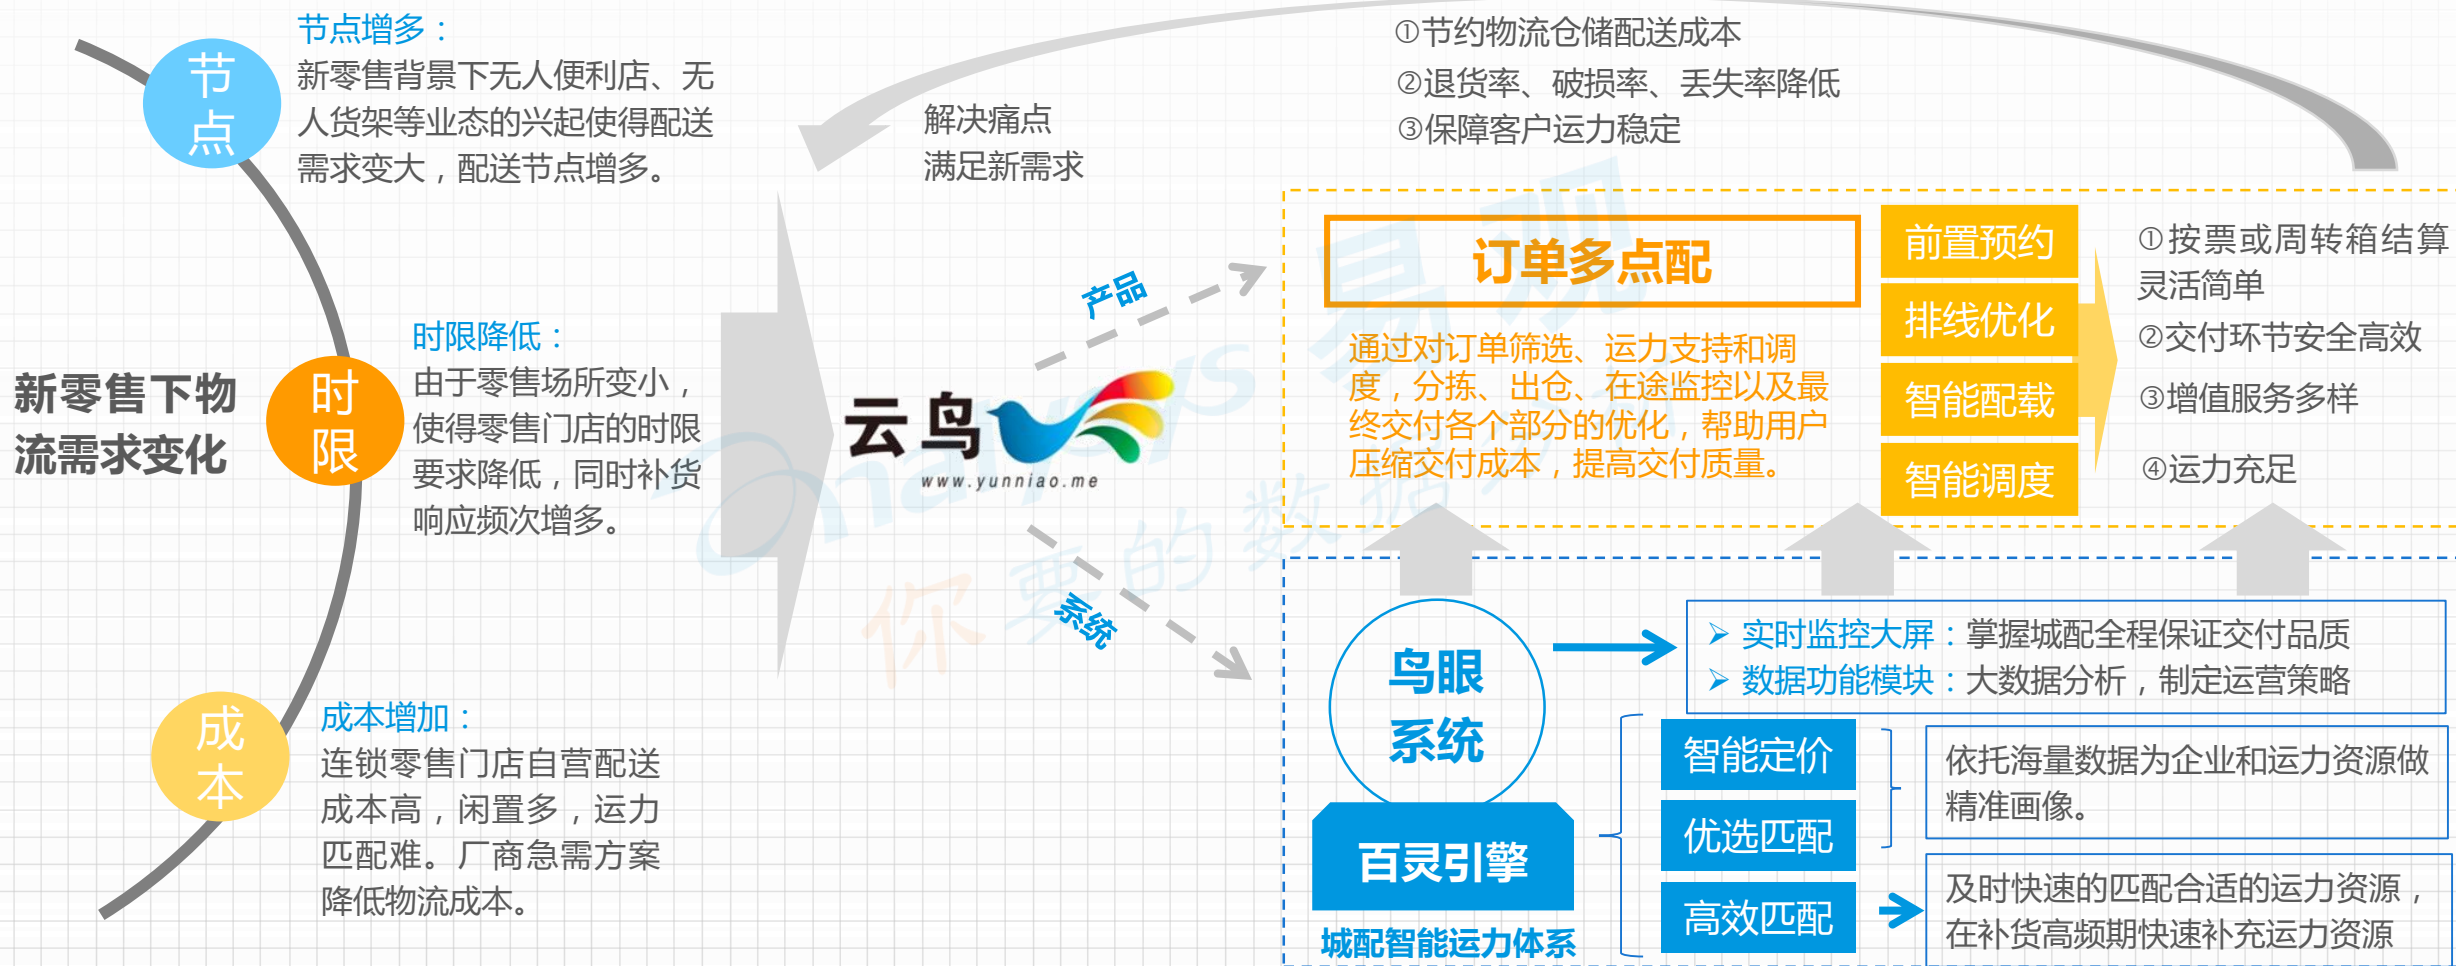 节点增多：
新零售背景下无人便利店、无
人货架等业态的兴起使得配送
需求变大，配送节点增多。
节
点
新零售下物
流需求变化
时限降低：
由于零售场所变小，
使得零售门店的时限
要求降低，同时补货
响应频次增多。
时
限
成本增加：
连锁零售门店自营配送
成本高，闲置多，运力
匹配难。厂商急需方案
降低物流成本。
成
本
解决痛点
满足新需求
①节约物流仓储配送成本
②退货率、破损率、丢失率降低
③保障客户运力稳定
云鸟
www.yunniao.me
产品
系统
订单多点配
通过对订单筛选、运力支持和调
度，分拣、出仓、在途监控以及最
终交付各个部分的优化，帮助用户
压缩交付成本，提高交付质量。
前置预约
排线优化
智能配载
智能调度
①按票或周转箱结算
灵活简单
②交付环节安全高效
③增值服务多样
④运力充足
鸟眼
系统
➢ 实时监控大屏：掌握城配全程保证交付品质
➢ 数据功能模块：大数据分析，制定运营策略
百灵引擎
城配智能运力体系
智能定价
优选匹配
高效匹配
依托海量数据为企业和运力资源做
精准画像。
及时快速的匹配合适的运力资源，
在补货高频期快速补充运力资源
analysys 易观
你要的数据